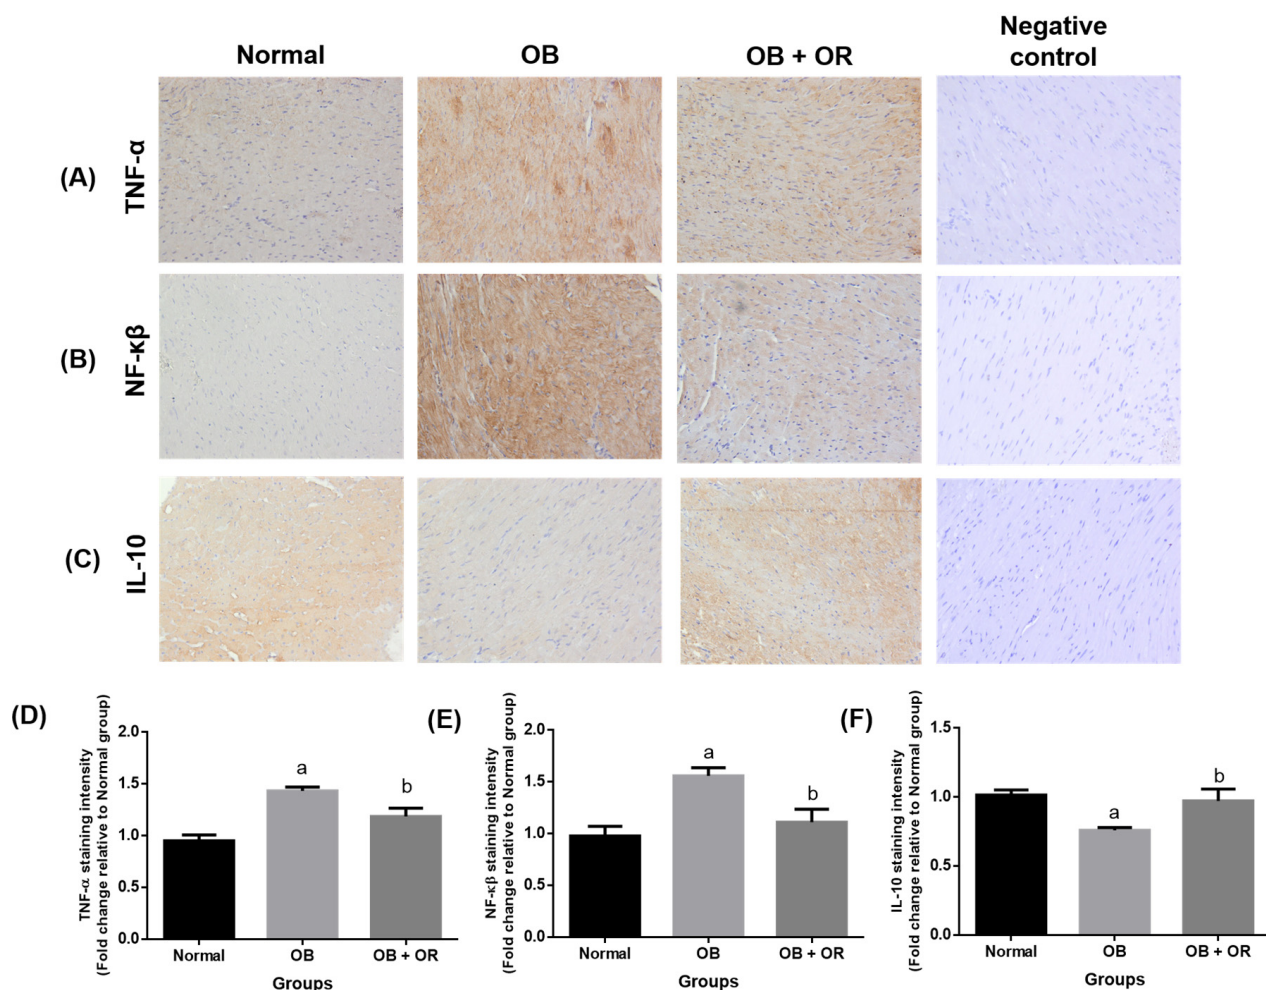 Normal
OB
OB + OR
Negative
control
(A)
TNF-α
(B)
NF-κβ
(C)
IL-10
(D)
TNF-α staining intensity
(Fold change relative to Normal group)
2.0
1.5
1.0
0.5
0.0
a
b
Normal
OB
OB + OR
Groups
(E)
NF-κβ staining intensity
(Fold change relative to Normal group)
2.0
1.5
1.0
0.5
0.0
a
b
Normal
OB
OB + OR
Groups
(F)
IL-10 staining intensity
(Fold change relative to Normal group)
1.5
1.0
0.5
0.0
a
b
Normal
OB
OB + OR
Groups